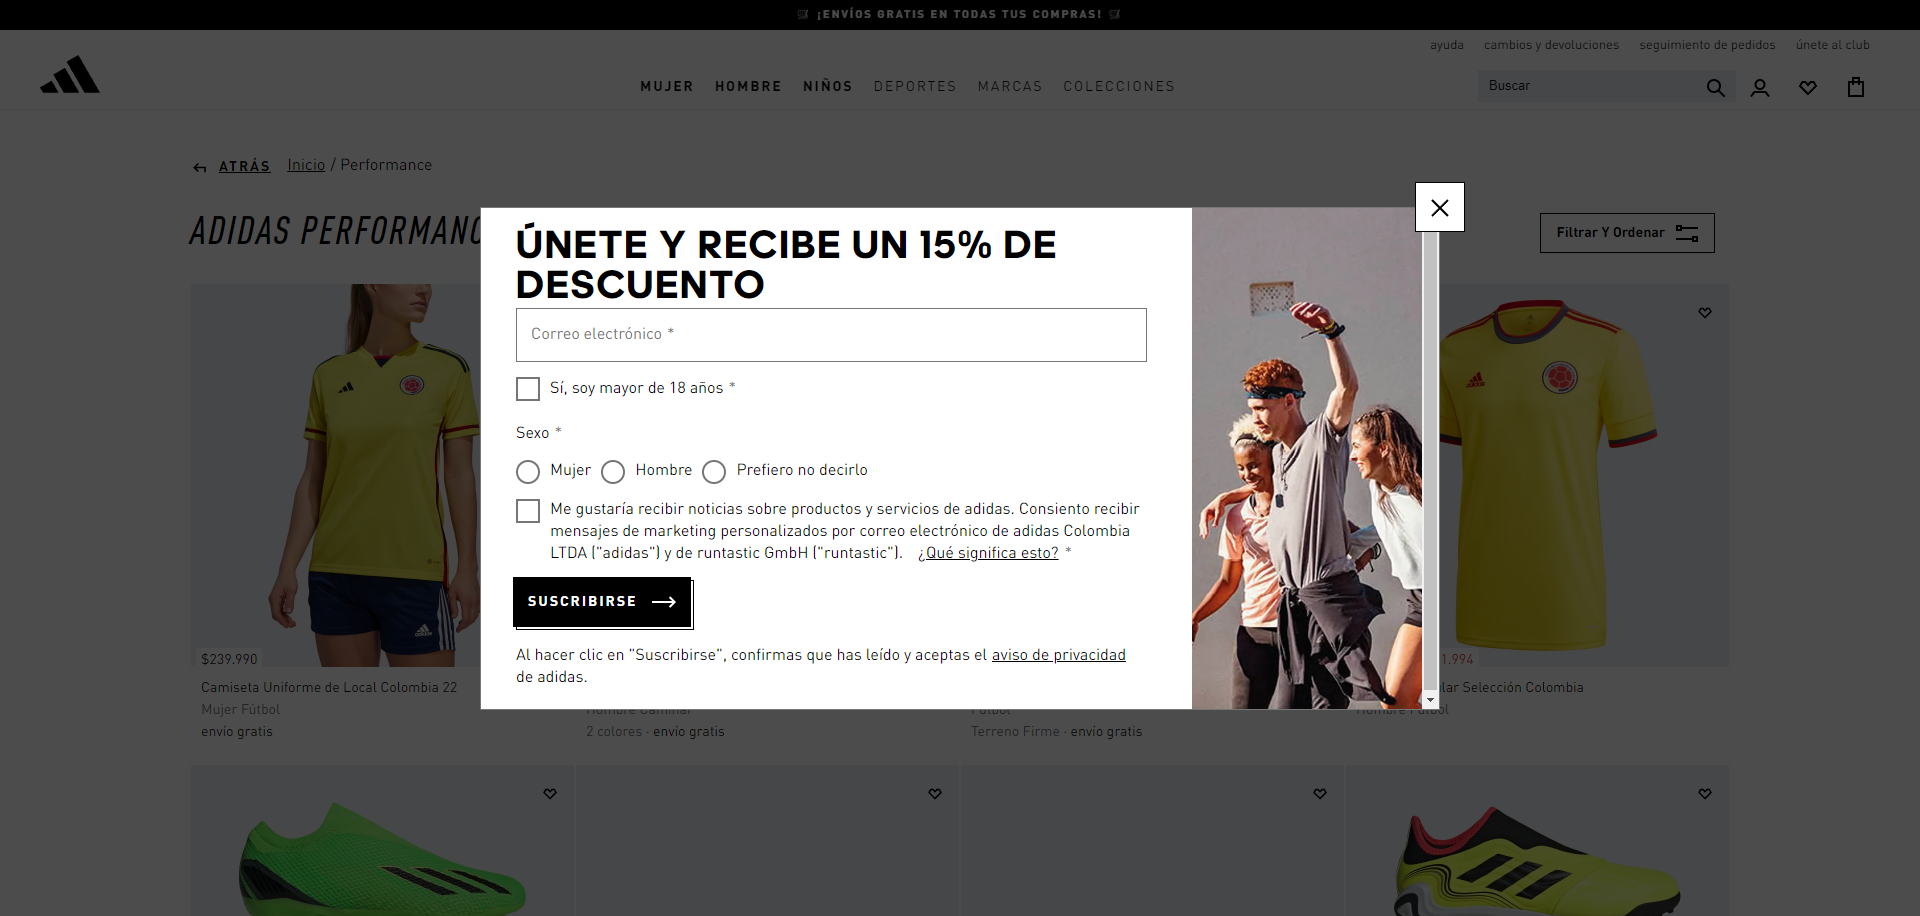 ¡ENVÍOS GRATIS EN TODAS TUS COMPRAS!
ayuda cambios y devoluciones seguimiento de pedidos únete al club
MUJER HOMBRE NIÑOS DEPORTES MARCAS COLECCIONES
Buscar
ATRÁS Inicio / Performance
ADIDAS PERFORMANC
Filtrar Y Ordenar
ÚNETE Y RECIBE UN 15% DE
DESCUENTO
Correo electrónico *
Sí, soy mayor de 18 años *
Sexo *
Mujer Hombre Prefiero no decirlo
Me gustaría recibir noticias sobre productos y servicios de adidas. Consiento recibir
mensajes de marketing personalizados por correo electrónico de adidas Colombia
LTDA ("adidas") y de runtastic GmbH ("runtastic"). ¿Qué significa esto? *
SUSCRIBIRSE
Al hacer clic en "Suscribirse", confirmas que has leído y aceptas el aviso de privacidad
de adidas.
$239.990
Camiseta Uniforme de Local Colombia 22
Mujer Fútbol
envío gratis
Hombre Caminar
2 colores · envío gratis
Fútbol
Terreno Firme · envío gratis
1.994
lar Selección Colombia
Hombre Fútbol